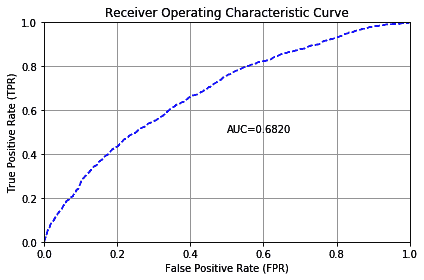 Receiver Operating Characteristic Curve
1.0
0.8
0.6
0.4
0.2
0.0
True Positive Rate (TPR)
AUC=0.6820
0.0 0.2 0.4 0.6 0.8 1.0
False Positive Rate (FPR)